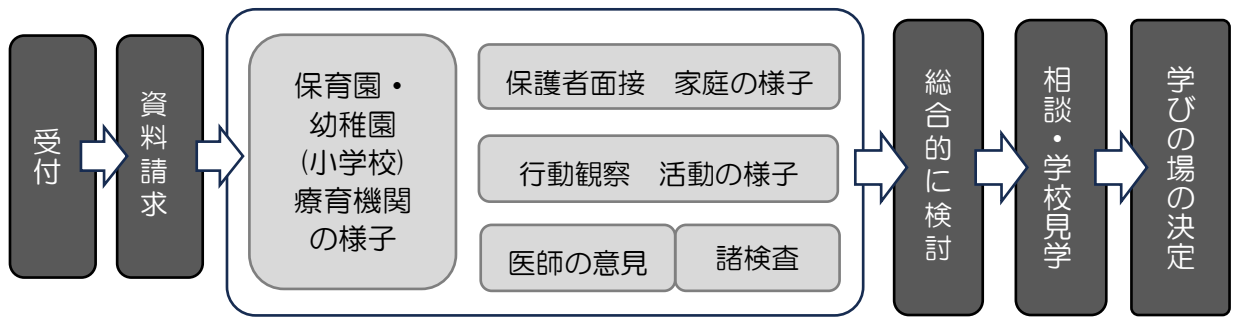 受付
資料請求
保育園・
幼稚園
(小学校)
療育機関
の様子
保護者面接　家庭の様子
行動観察　活動の様子
医師の意見
諸検査
総合的に検討
相談・学校見学
学びの場の決定